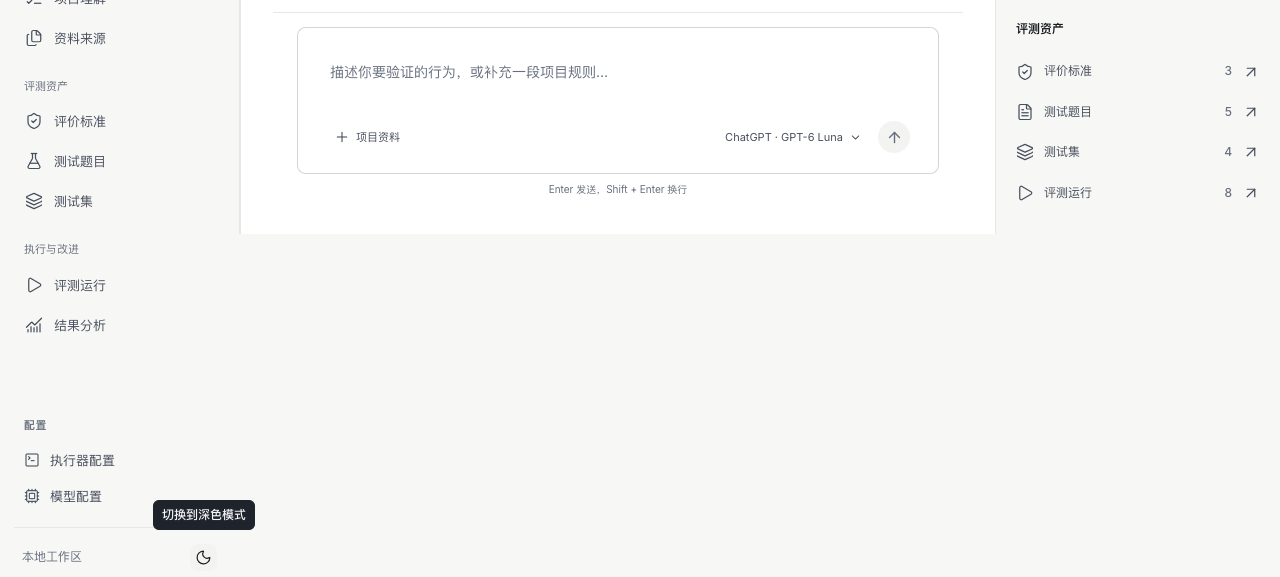 项目理解
资料来源
评测资产
评价标准
测试题目
测试集
执行与改进
评测运行
结果分析
配置
执行器配置
模型配置
切换到深色模式
本地工作区
描述你要验证的行为，或补充一段项目规则...
项目资料
ChatGPT · GPT-6 Luna
Enter 发送，Shift + Enter 换行
评测资产
评价标准 3
测试题目 5
测试集 4
评测运行 8